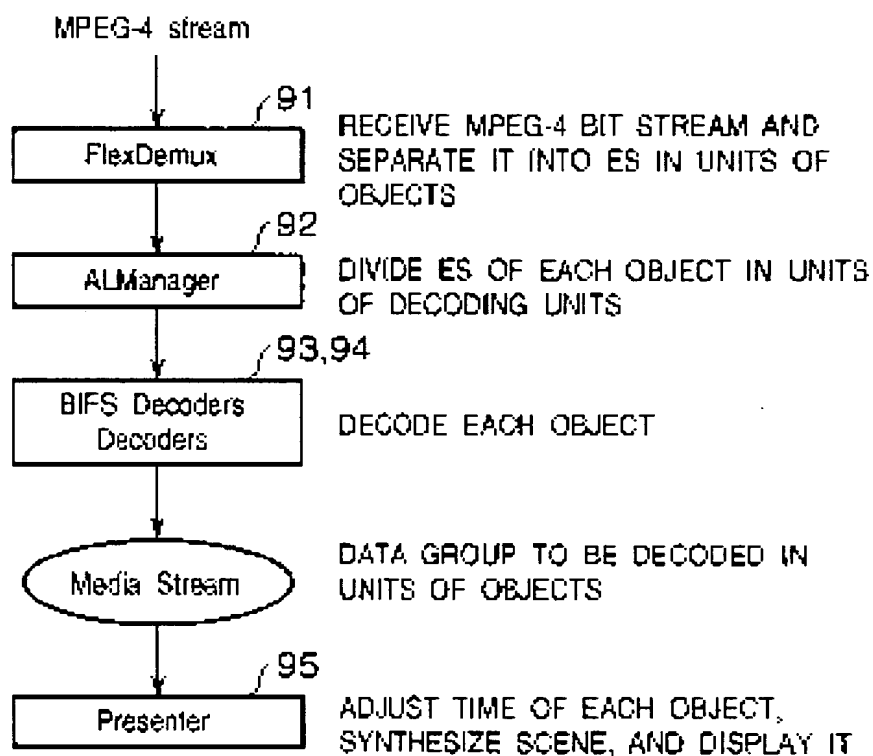 MPEG-4 stream
91
FlexDemux
RECEIVE MPEG-4 BIT STREAM AND
SEPARATE IT INTO ES IN UNITS OF
OBJECTS
92
ALManager
DIVIDE ES OF EACH OBJECT IN UNITS
OF DECODING UNITS
93,94
BIFS Decoders
Decoders
DECODE EACH OBJECT
Media Stream
DATA GROUP TO BE DECODED IN
UNITS OF OBJECTS
95
Presenter
ADJUST TIME OF EACH OBJECT,
SYNTHESIZE SCENE, AND DISPLAY IT